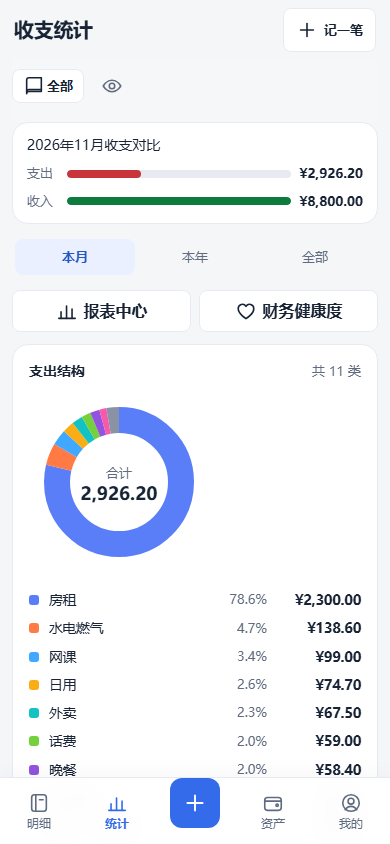 收支统计
记一笔
全部
2026年11月收支对比
支出 ¥2,926.20
收入 ¥8,800.00
本月 本年 全部
报表中心 财务健康度
支出结构 共 11 类
合计
2,926.20
房租 78.6% ¥2,300.00
水电燃气 4.7% ¥138.60
网课 3.4% ¥99.00
日用 2.6% ¥74.70
外卖 2.3% ¥67.50
话费 2.0% ¥59.00
晚餐 2.0% ¥58.40
明细 统计 资产 我的